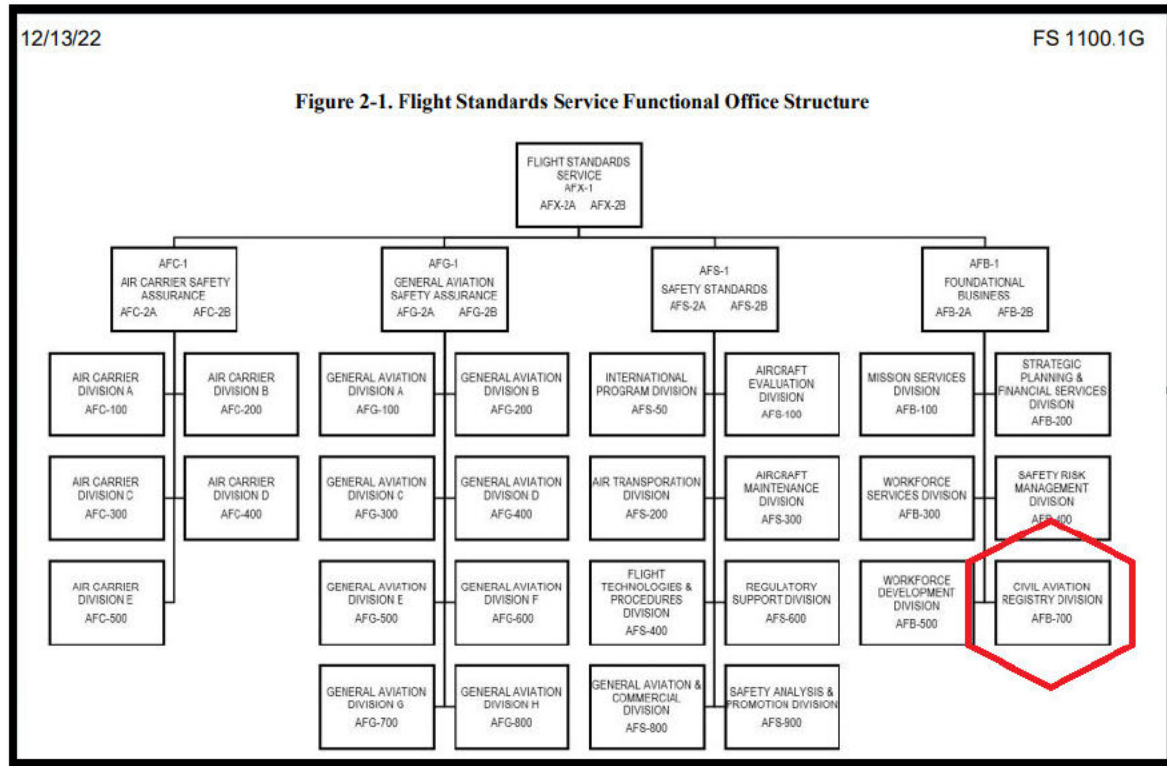 12/13/22
FS 1100.1G
Figure 2-1. Flight Standards Service Functional Office Structure
FLIGHT STANDARDS
SERVICE
AFX-1
AFX-2A AFX-2B
AFC-1
AIR CARRIER SAFETY
ASSURANCE
AFC-2A AFC-2B
AFG-1
GENERAL AVIATION
SAFETY ASSURANCE
AFG-2A AFG-2B
AFS-1
SAFETY STANDARDS
AFS-2A AFS-2B
AFB-1
FOUNDATIONAL
BUSINESS
AFB-2A AFB-2B
AIR CARRIER
DIVISION A
AFC-100
AIR CARRIER
DIVISION B
AFC-200
GENERAL AVIATION
DIVISION A
AFG-100
GENERAL AVIATION
DIVISION B
AFG-200
INTERNATIONAL
PROGRAM DIVISION
AFS-50
AIRCRAFT
EVALUATION
DIVISION
AFS-100
MISSION SERVICES
DIVISION
AFB-100
STRATEGIC
PLANNING &
FINANCIAL SERVICES
DIVISION
AFB-200
AIR CARRIER
DIVISION C
AFC-300
AIR CARRIER
DIVISION D
AFC-400
GENERAL AVIATION
DIVISION C
AFG-300
GENERAL AVIATION
DIVISION D
AFG-400
AIR TRANSPORATION
DIVISION
AFS-200
AIRCRAFT
MAINTENANCE
DIVISION
AFS-300
WORKFORCE
SERVICES DIVISION
AFB-300
SAFETY RISK
MANAGEMENT
DIVISION
AFB-400
AIR CARRIER
DIVISION E
AFC-500
GENERAL AVIATION
DIVISION E
AFG-500
GENERAL AVIATION
DIVISION F
AFG-600
FLIGHT
TECHNOLOGIES &
PROCEDURES
DIVISION
AFS-400
REGULATORY
SUPPORT DIVISION
AFS-600
WORKFORCE
DEVELOPMENT
DIVISION
AFB-500
CIVIL AVIATION
REGISTRY DIVISION
AFB-700
GENERAL AVIATION
DIVISION G
AFG-700
GENERAL AVIATION
DIVISION H
AFG-800
GENERAL AVIATION &
COMMERCIAL
DIVISION
AFS-800
SAFETY ANALYSIS &
PROMOTION DIVISION
AFS-900